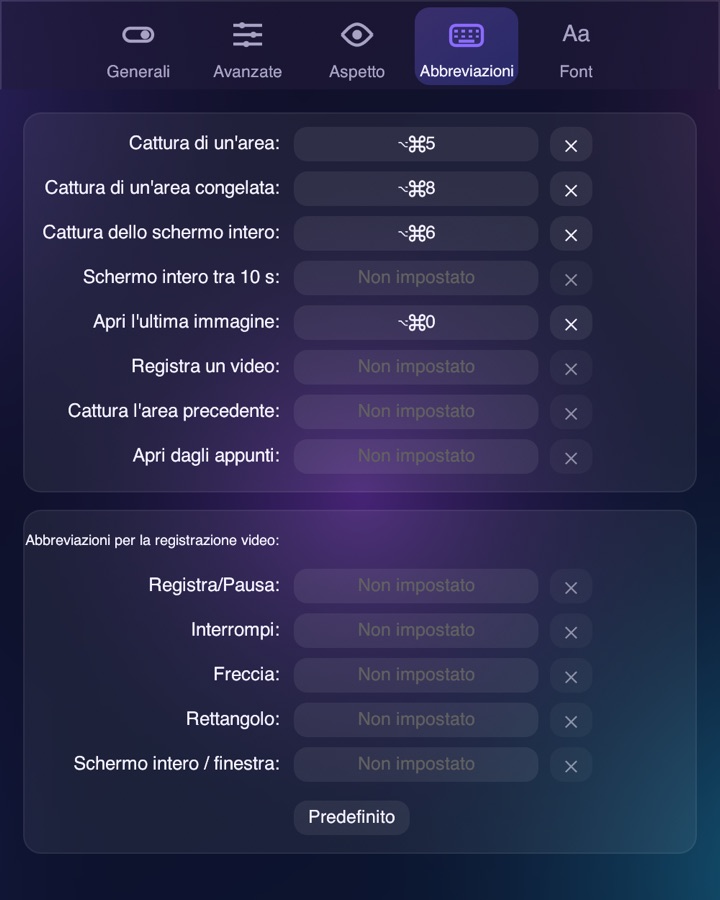 Generali Avanzate Aspetto Abbreviazioni Aa Font
Cattura di un'area: ⌥⌘5
Cattura di un'area congelata: ⌥⌘8
Cattura dello schermo intero: ⌥⌘6
Schermo intero tra 10 s: Non impostato
Apri l'ultima immagine: ⌥⌘0
Registra un video: Non impostato
Cattura l'area precedente: Non impostato
Apri dagli appunti: Non impostato
Abbreviazioni per la registrazione video:
Registra/Pausa: Non impostato
Interrompi: Non impostato
Freccia: Non impostato
Rettangolo: Non impostato
Schermo intero / finestra: Non impostato
Predefinito